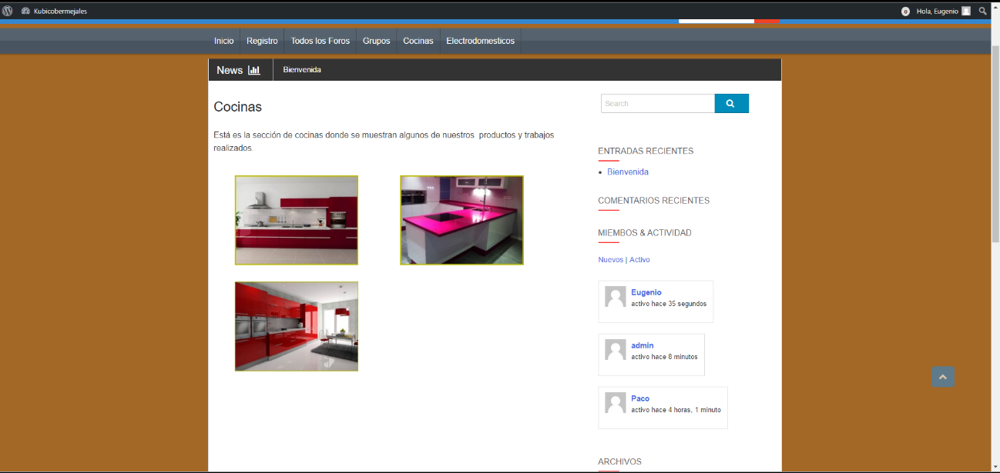 Kubicobermejales
0
Hola, Eugenio
Inicio
Registro
Todos los Foros
Grupos
Cocinas
Electrodomesticos
News
Bienvenida
Cocinas
Está es la sección de cocinas donde se muestran algunos de nuestros productos y trabajos
realizados.
Search
ENTRADAS RECIENTES
Bienvenida
COMENTARIOS RECIENTES
MIEMBOS & ACTIVIDAD
Nuevos | Activo
Eugenio
activo hace 35 segundos
admin
activo hace 8 minutos
Paco
activo hace 4 horas, 1 minuto
ARCHIVOS